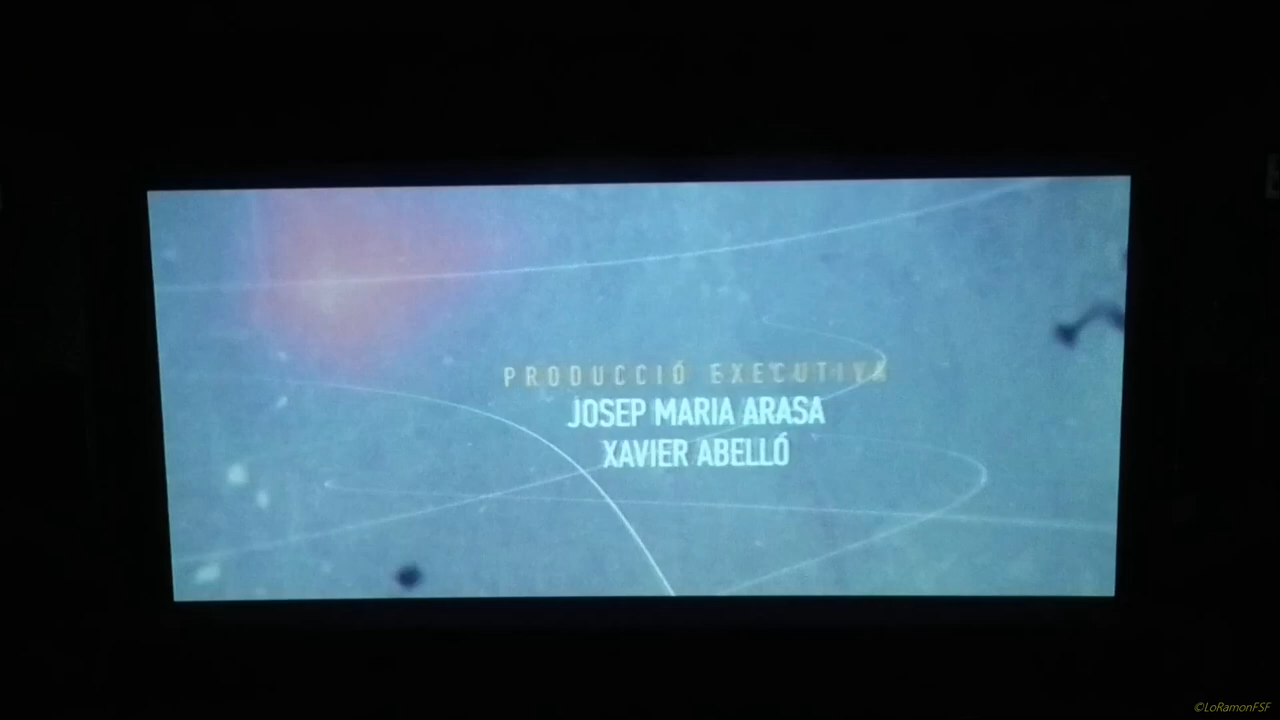 PRODUCCIÓ EXECUTIVA
JOSEP MARIA ARASA
XAVIER ABELLÓ
©LoRamonFSF